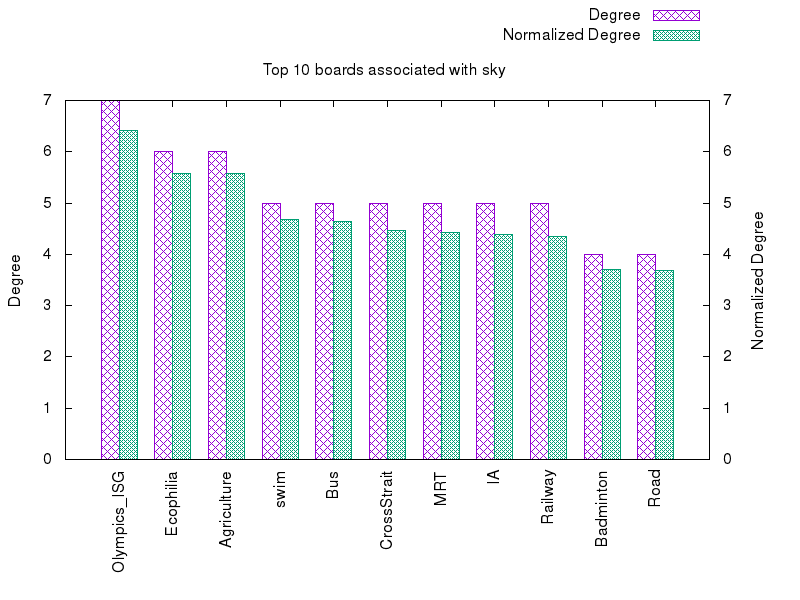 Degree
Normalized Degree
Top 10 boards associated with sky
7
6
5
4
3
2
1
0
Degree
7
6
5
4
3
2
1
0
Normalized Degree
Olympics_ISG
Ecophilia
Agriculture
swim
Bus
CrossStrait
MRT
IA
Railway
Badminton
Road